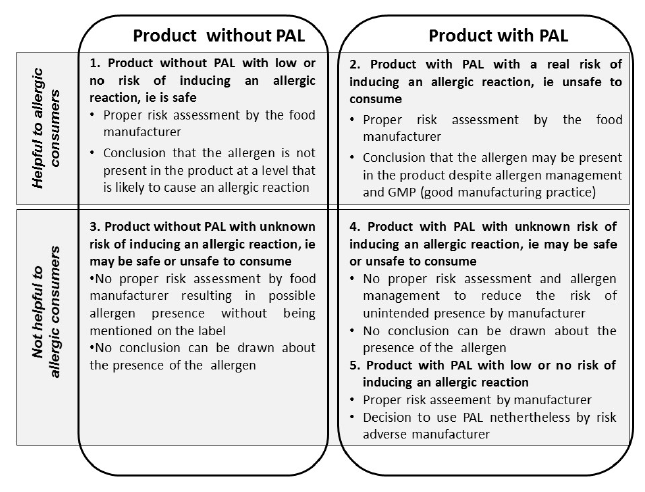 Product without PAL
Product with PAL
Helpful to allergic
consumers
1. Product without PAL with low or
no risk of inducing an allergic
reaction, ie is safe
• Proper risk assessment by the food
manufacturer
• Conclusion that the allergen is not
present in the product at a level that
is likely to cause an allergic reaction
2. Product with PAL with a real risk of
inducing an allergic reaction, ie unsafe to
consume
• Proper risk assessment by the food
manufacturer
• Conclusion that the allergen may be present
in the product despite allergen management
and GMP (good manufacturing practice)
Not helpful to
allergic consumers
3. Product without PAL with unknown
risk of inducing an allergic reaction, ie
may be safe or unsafe to consume
•No proper risk assessment by food
manufacturer resulting in possible
allergen presence without being
mentioned on the label
•No conclusion can be drawn about
the presence of the allergen
4. Product with PAL with unknown risk of
inducing an allergic reaction, ie may be safe
or unsafe to consume
• No proper risk assessment and allergen
management to reduce the risk of
unintended presence by manufacturer
• No conclusion can be drawn about the
presence of the allergen
5. Product with PAL with low or no risk of
inducing an allergic reaction
• Proper risk asseement by manufacturer
• Decision to use PAL nethertheless by risk
adverse manufacturer